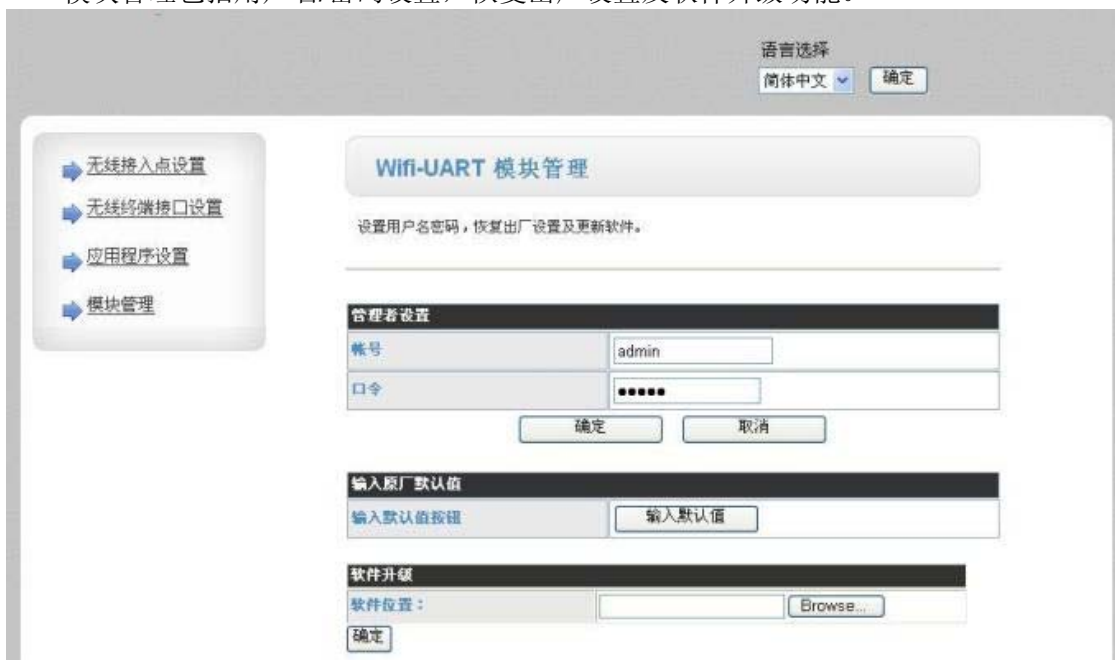 语言选择
简体中文 确定
无线接入点设置
无线终端接口设置
应用程序设置
模块管理
Wifi-UART 模块管理
设置用户名密码，恢复出厂设置及更新软件。
管理者设置
帐号 admin
口令 •••••
确定 取消
输入原厂默认值
输入默认值按钮 输入默认值
软件升级
软件位置： Browse...
确定